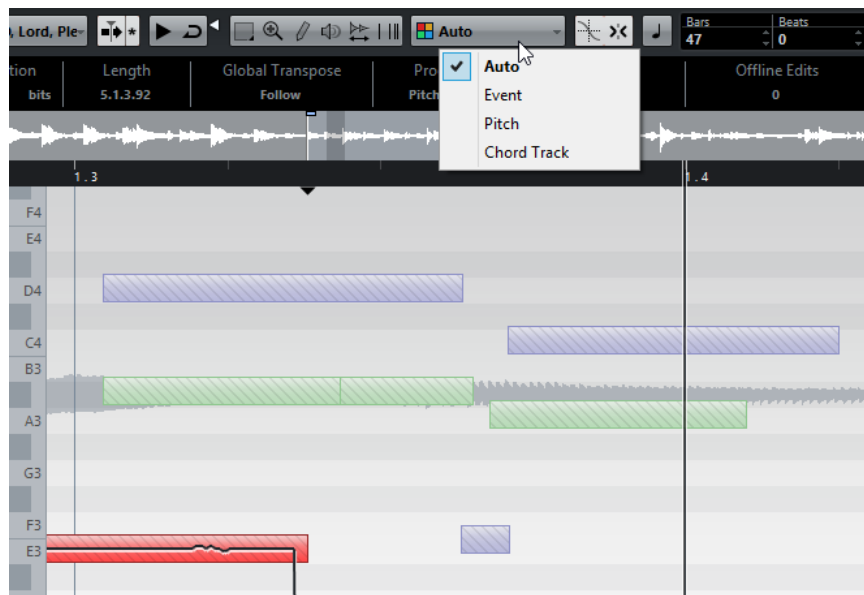 , Lord, Ple
*
Auto
Bars Beats
47 0
tion Length Global Transpose Pro Offline Edits
bits 5.1.3.92 Follow Pitch 0
Auto
Event
Pitch
Chord Track
1.3 1.4
F4
E4
D4
C4
B3
A3
G3
F3
E3